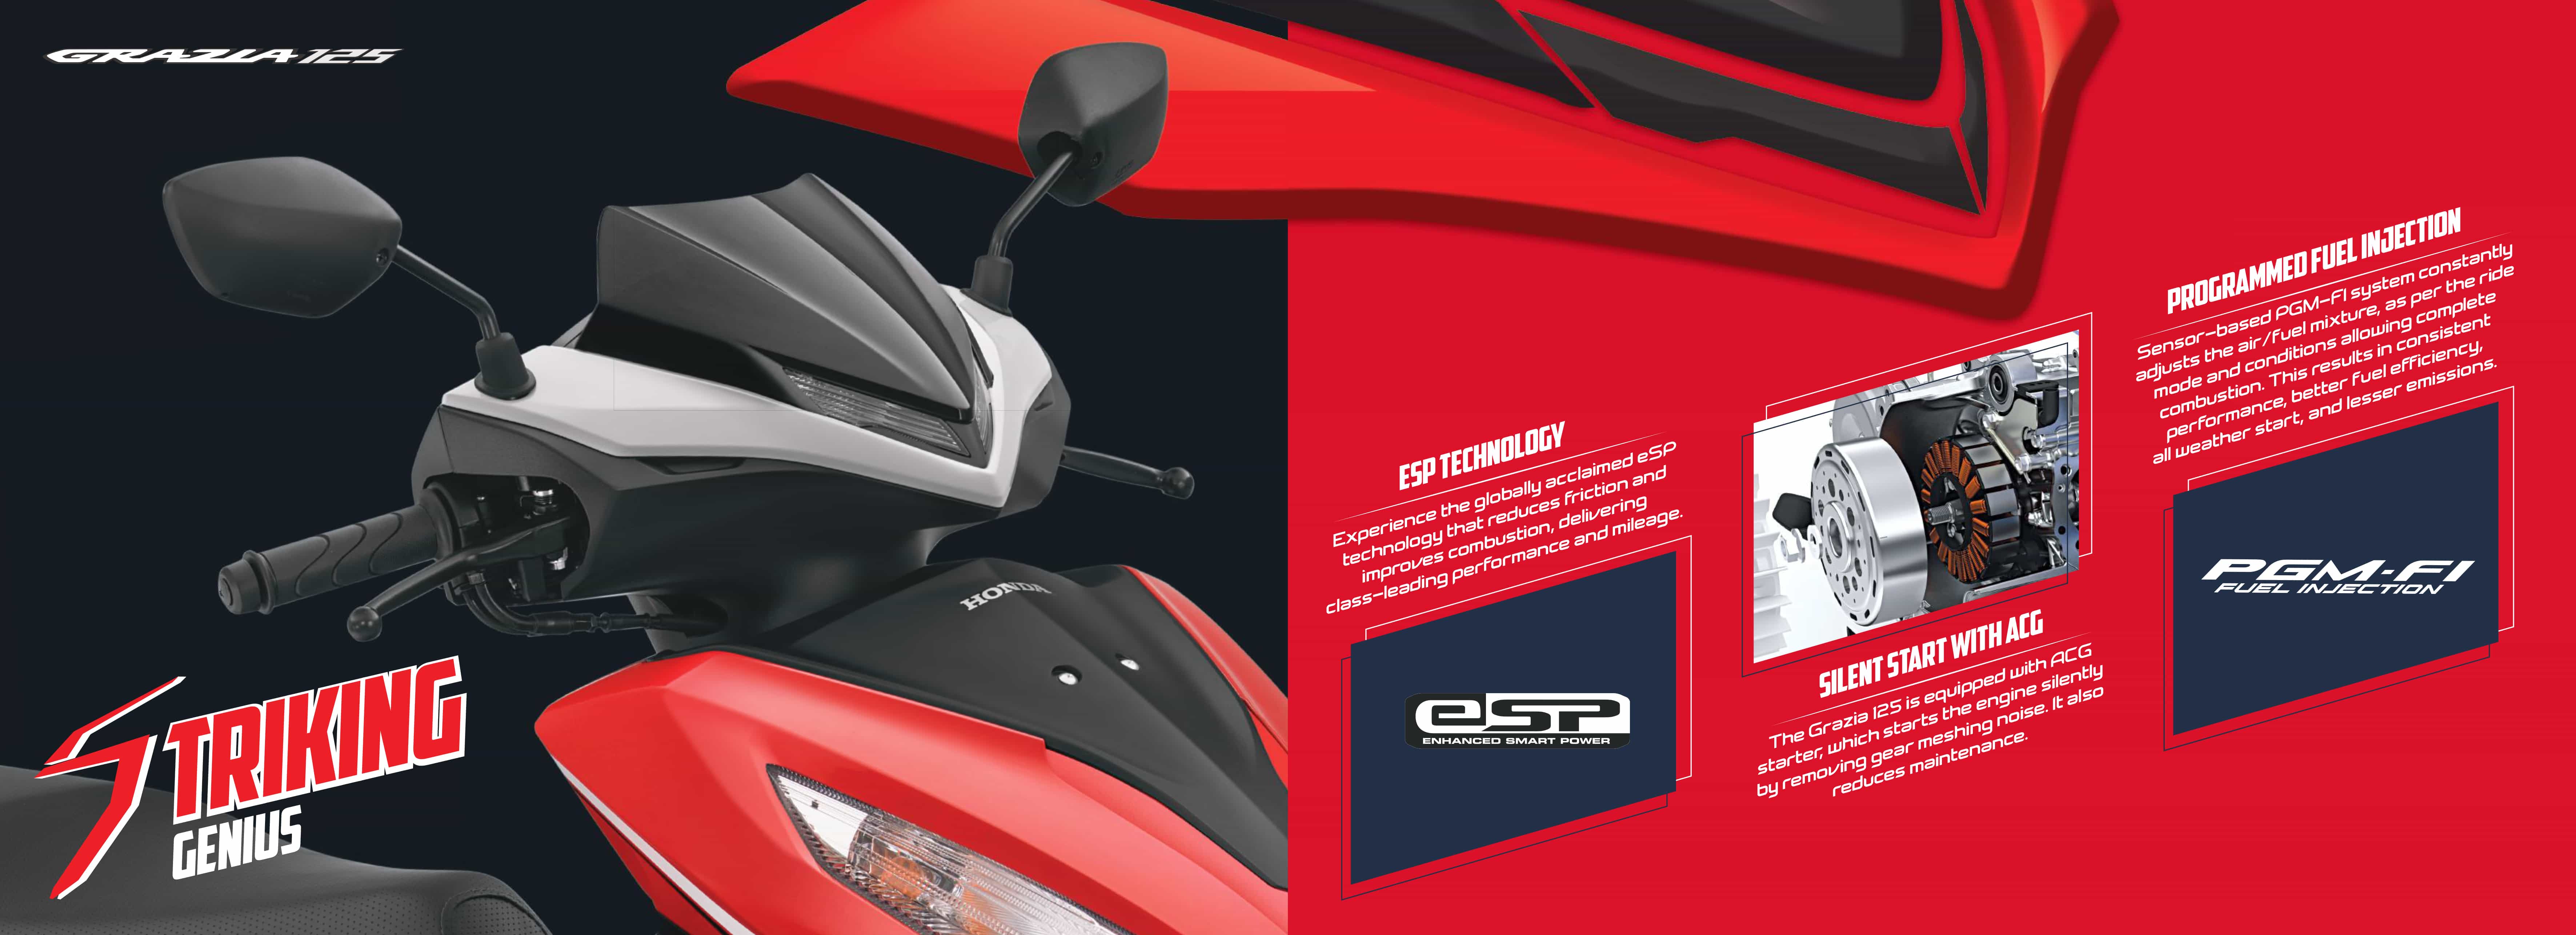 GRAZIA 125
HONDA
STRIKING
GENIUS
ESP TECHNOLOGY
Experience the globally acclaimed eSP
technology that reduces friction and
improves combustion, delivering
class-leading performance and mileage.
eSP
ENHANCED SMART POWER
SILENT START WITH ACG
The Grazia 125 is equipped with ACG
starter, which starts the engine silently
by removing gear meshing noise. It also
reduces maintenance.
PROGRAMMED FUEL INJECTION
Sensor-based PGM-FI system constantly
adjusts the air/fuel mixture, as per the ride
mode and conditions allowing complete
combustion. This results in consistent
performance, better fuel efficiency,
all weather start, and lesser emissions.
PGM-FI
FUEL INJECTION